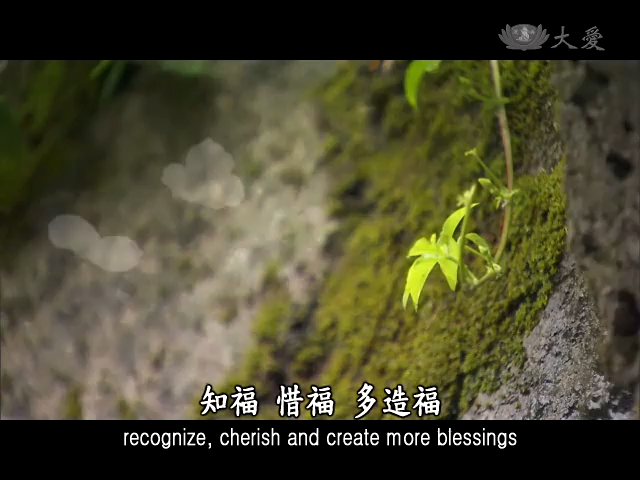 大愛
知福 惜福 多造福
recognize, cherish and create more blessings